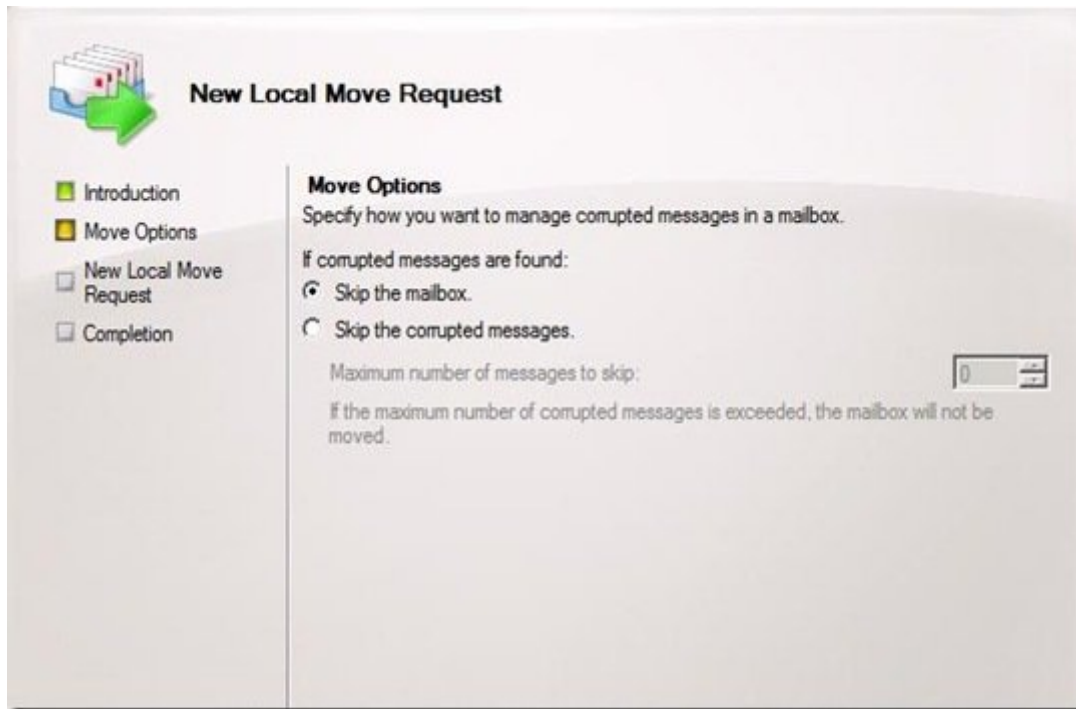 New Local Move Request
Introduction
Move Options
New Local Move
Request
Completion
Move Options
Specify how you want to manage corrupted messages in a mailbox.
If corrupted messages are found:
Skip the mailbox.
Skip the corrupted messages.
Maximum number of messages to skip:
0
If the maximum number of corrupted messages is exceeded, the mailbox will not be
moved.